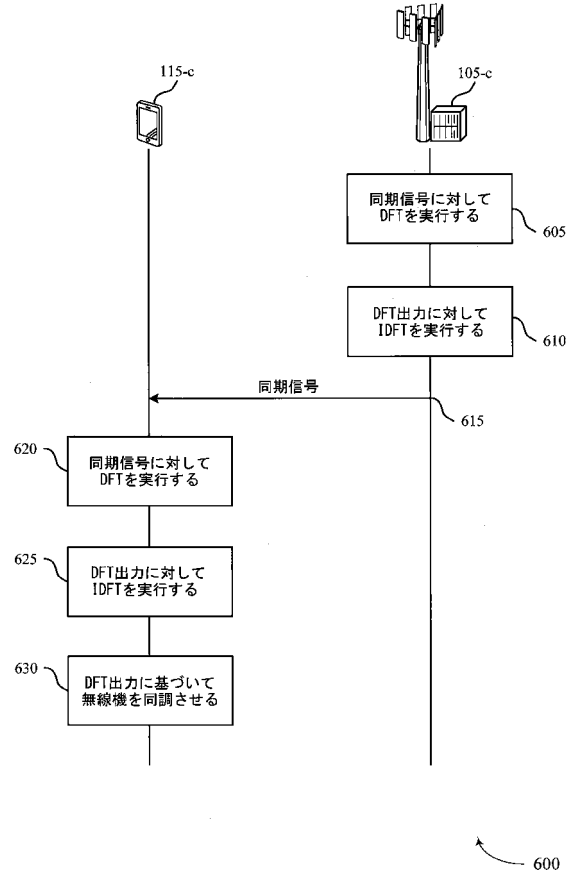 115-c
105-c
同期信号に対して
DFTを実行する
605
DFT出力に対して
IDFTを実行する
610
同期信号
615
620
同期信号に対して
DFTを実行する
625
DFT出力に対して
IDFTを実行する
630
DFT出力に基づいて
無線機を同調させる
600